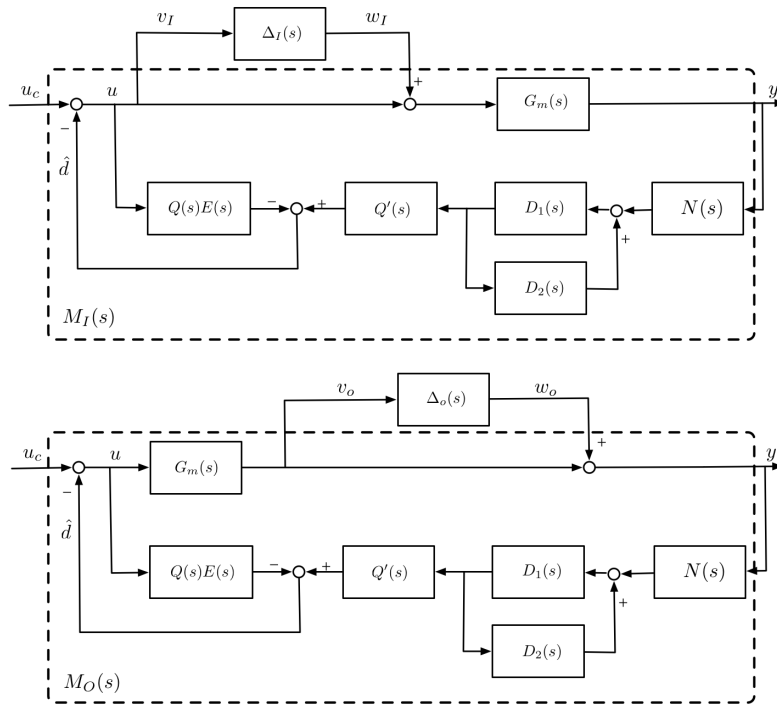 v_I Δ_I(s) w_I
u_c u + G_m(s) y
−
d̂
Q(s)E(s) − + Q′(s) D_1(s) N(s)
+
D_2(s)
M_I(s)
v_o Δ_o(s) w_o
u_c u G_m(s) + y
−
d̂
Q(s)E(s) − + Q′(s) D_1(s) N(s)
+
D_2(s)
M_O(s)